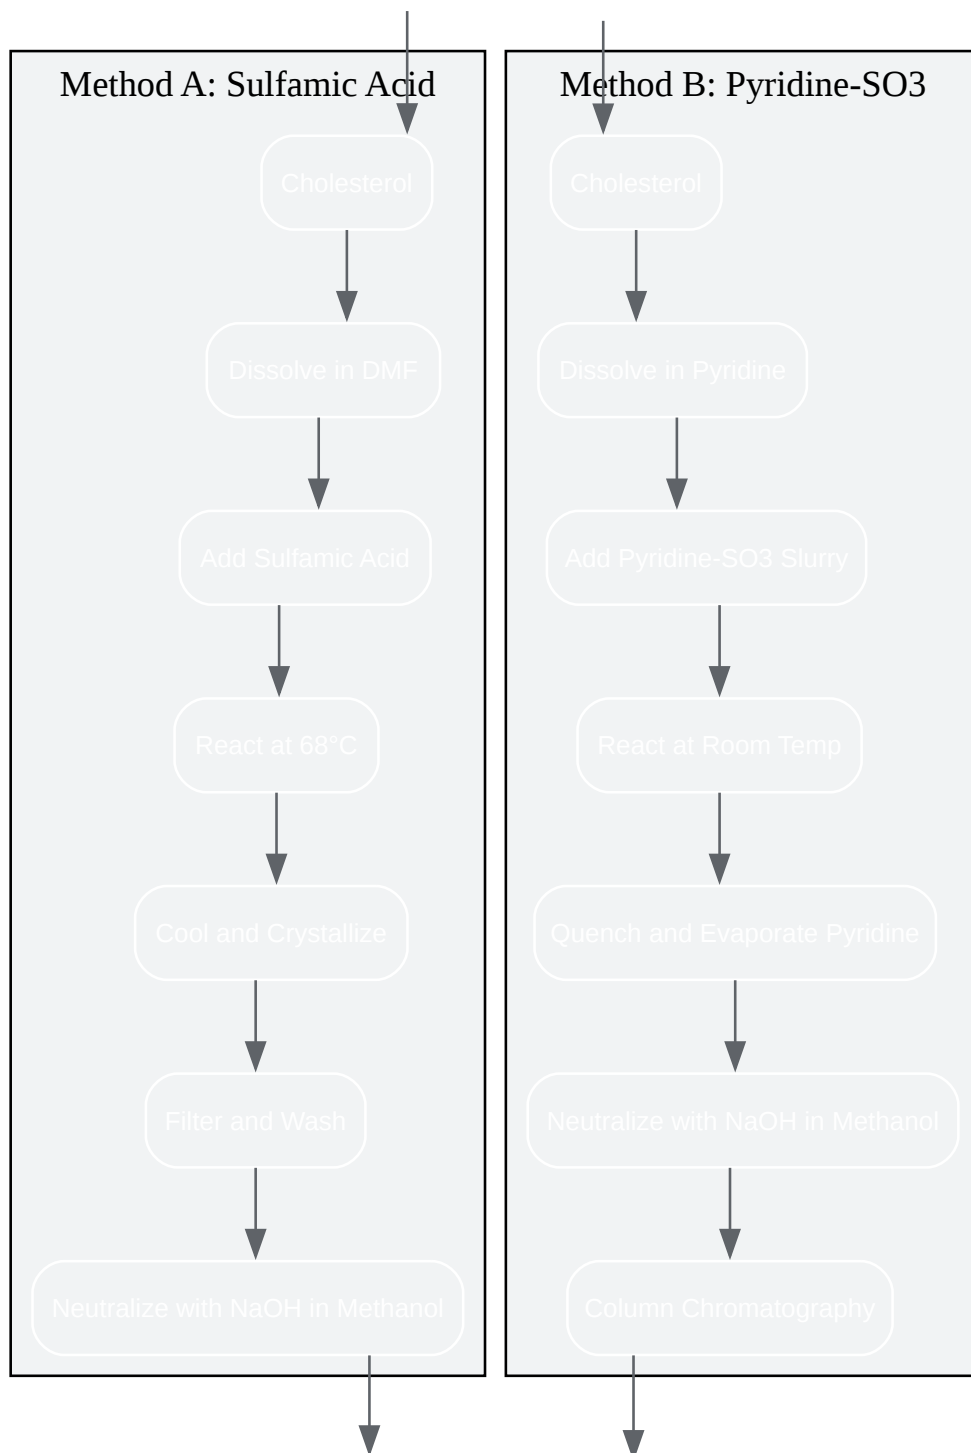 Method A: Sulfamic Acid
Cholesterol
Dissolve in DMF
Add Sulfamic Acid
React at 68°C
Cool and Crystallize
Filter and Wash
Neutralize with NaOH in Methanol
Method B: Pyridine-SO3
Cholesterol
Dissolve in Pyridine
Add Pyridine-SO3 Slurry
React at Room Temp
Quench and Evaporate Pyridine
Neutralize with NaOH in Methanol
Column Chromatography